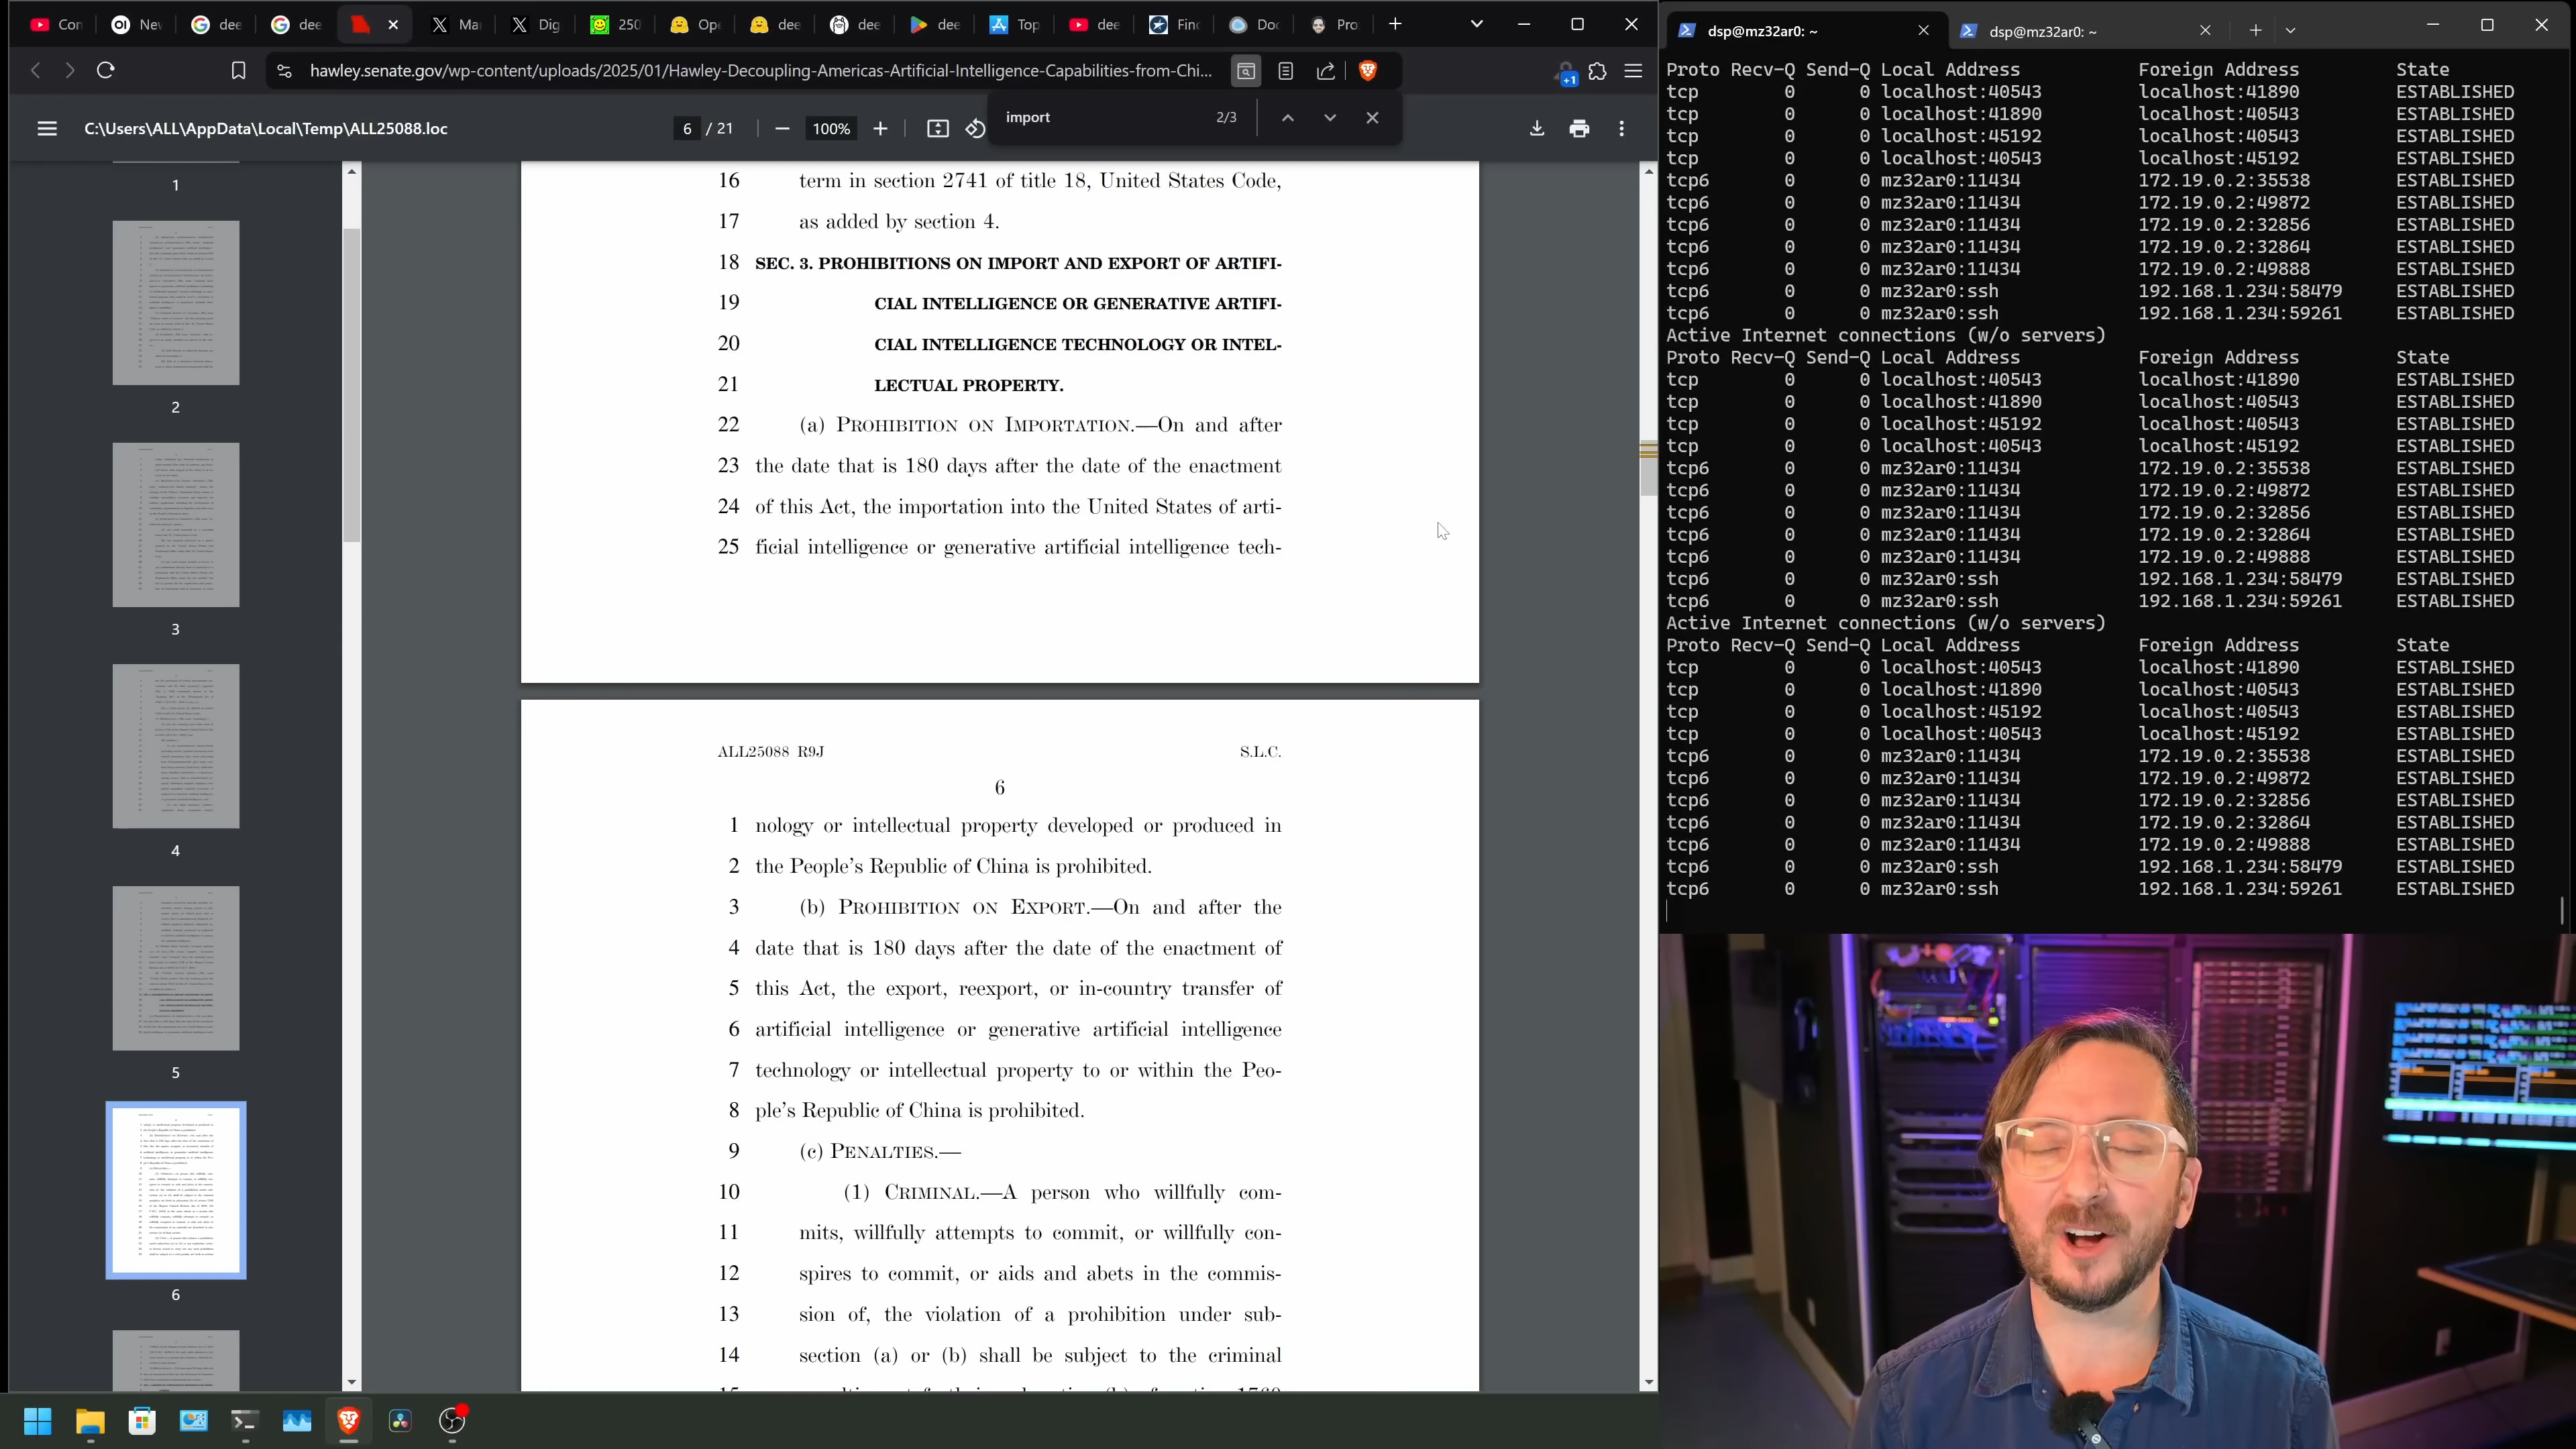 Con
New
dee
dee
Ma
Dig
250
Ope
dee
dee
dee
Top
dee
Finc
Doc
Pro
hawley.senate.gov/wp-content/uploads/2025/01/Hawley-Decoupling-Americas-Artificial-Intelligence-Capabilities-from-Chi...
+1
C:\Users\ALL\AppData\Local\Temp\ALL25088.loc
6 / 21
100%
import
2/3
1
2
3
4
5
6
16 term in section 2741 of title 18, United States Code,
17 as added by section 4.
18 SEC. 3. PROHIBITIONS ON IMPORT AND EXPORT OF ARTIFI-
19 CIAL INTELLIGENCE OR GENERATIVE ARTIFI-
20 CIAL INTELLIGENCE TECHNOLOGY OR INTEL-
21 LECTUAL PROPERTY.
22 (a) PROHIBITION ON IMPORTATION.—On and after
23 the date that is 180 days after the date of the enactment
24 of this Act, the importation into the United States of arti-
25 ficial intelligence or generative artificial intelligence tech-
ALL25088 R9J S.L.C.
6
1 nology or intellectual property developed or produced in
2 the People's Republic of China is prohibited.
3 (b) PROHIBITION ON EXPORT.—On and after the
4 date that is 180 days after the date of the enactment of
5 this Act, the export, reexport, or in-country transfer of
6 artificial intelligence or generative artificial intelligence
7 technology or intellectual property to or within the Peo-
8 ple's Republic of China is prohibited.
9 (c) PENALTIES.—
10 (1) CRIMINAL.—A person who willfully com-
11 mits, willfully attempts to commit, or willfully con-
12 spires to commit, or aids and abets in the commis-
13 sion of, the violation of a prohibition under sub-
14 section (a) or (b) shall be subject to the criminal
dsp@mz32ar0: ~
dsp@mz32ar0: ~
Proto Recv-Q Send-Q Local Address Foreign Address State
tcp 0 0 localhost:40543 localhost:41890 ESTABLISHED
tcp 0 0 localhost:41890 localhost:40543 ESTABLISHED
tcp 0 0 localhost:45192 localhost:40543 ESTABLISHED
tcp 0 0 localhost:40543 localhost:45192 ESTABLISHED
tcp6 0 0 mz32ar0:11434 172.19.0.2:35538 ESTABLISHED
tcp6 0 0 mz32ar0:11434 172.19.0.2:49872 ESTABLISHED
tcp6 0 0 mz32ar0:11434 172.19.0.2:32856 ESTABLISHED
tcp6 0 0 mz32ar0:11434 172.19.0.2:32864 ESTABLISHED
tcp6 0 0 mz32ar0:11434 172.19.0.2:49888 ESTABLISHED
tcp6 0 0 mz32ar0:ssh 192.168.1.234:58479 ESTABLISHED
tcp6 0 0 mz32ar0:ssh 192.168.1.234:59261 ESTABLISHED
Active Internet connections (w/o servers)
Proto Recv-Q Send-Q Local Address Foreign Address State
tcp 0 0 localhost:40543 localhost:41890 ESTABLISHED
tcp 0 0 localhost:41890 localhost:40543 ESTABLISHED
tcp 0 0 localhost:45192 localhost:40543 ESTABLISHED
tcp 0 0 localhost:40543 localhost:45192 ESTABLISHED
tcp6 0 0 mz32ar0:11434 172.19.0.2:35538 ESTABLISHED
tcp6 0 0 mz32ar0:11434 172.19.0.2:49872 ESTABLISHED
tcp6 0 0 mz32ar0:11434 172.19.0.2:32856 ESTABLISHED
tcp6 0 0 mz32ar0:11434 172.19.0.2:32864 ESTABLISHED
tcp6 0 0 mz32ar0:11434 172.19.0.2:49888 ESTABLISHED
tcp6 0 0 mz32ar0:ssh 192.168.1.234:58479 ESTABLISHED
tcp6 0 0 mz32ar0:ssh 192.168.1.234:59261 ESTABLISHED
Active Internet connections (w/o servers)
Proto Recv-Q Send-Q Local Address Foreign Address State
tcp 0 0 localhost:40543 localhost:41890 ESTABLISHED
tcp 0 0 localhost:41890 localhost:40543 ESTABLISHED
tcp 0 0 localhost:45192 localhost:40543 ESTABLISHED
tcp 0 0 localhost:40543 localhost:45192 ESTABLISHED
tcp6 0 0 mz32ar0:11434 172.19.0.2:35538 ESTABLISHED
tcp6 0 0 mz32ar0:11434 172.19.0.2:49872 ESTABLISHED
tcp6 0 0 mz32ar0:11434 172.19.0.2:32856 ESTABLISHED
tcp6 0 0 mz32ar0:11434 172.19.0.2:32864 ESTABLISHED
tcp6 0 0 mz32ar0:11434 172.19.0.2:49888 ESTABLISHED
tcp6 0 0 mz32ar0:ssh 192.168.1.234:58479 ESTABLISHED
tcp6 0 0 mz32ar0:ssh 192.168.1.234:59261 ESTABLISHED